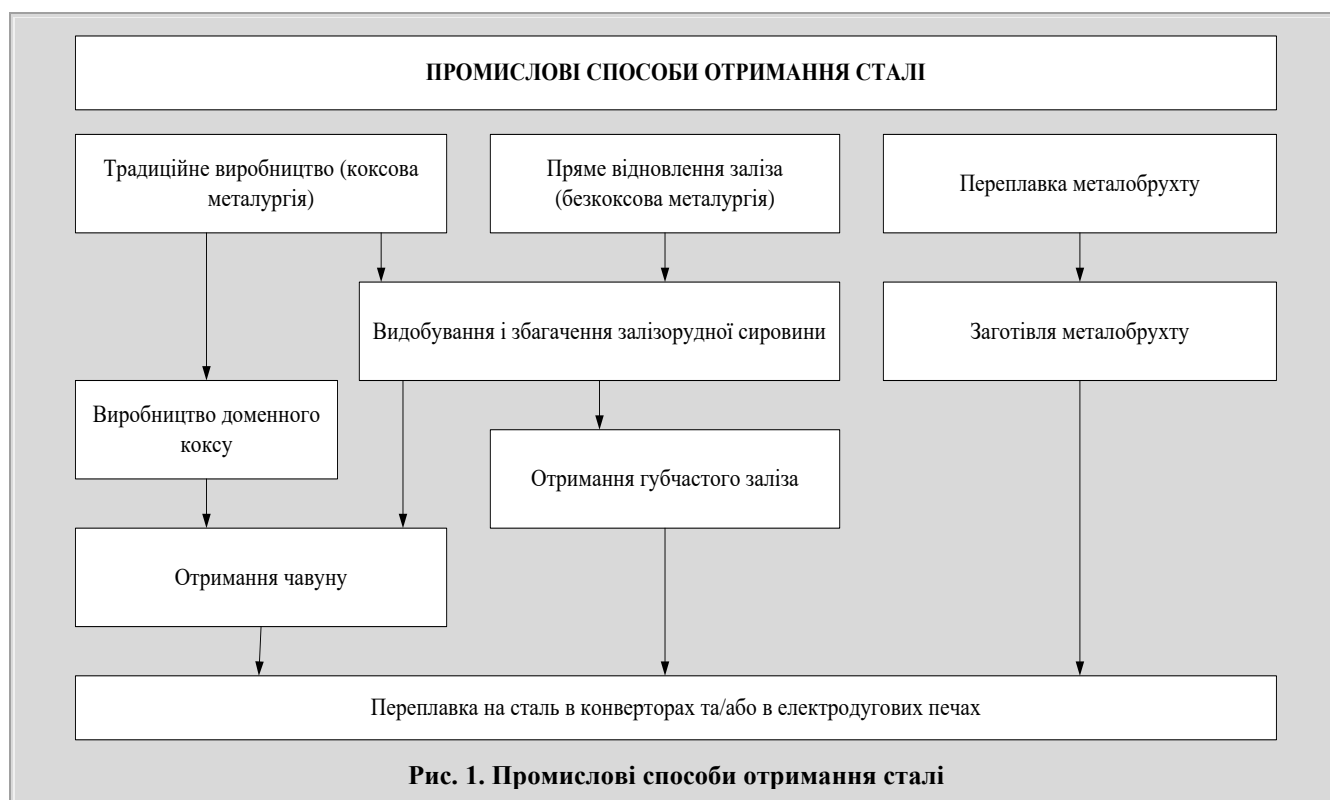 ПРОМИСЛОВІ СПОСОБИ ОТРИМАННЯ СТАЛІ
Традиційне виробництво (коксова
металургія)
Пряме відновлення заліза
(безкоксова металургія)
Переплавка металобрухту
Видобування і збагачення залізорудної сировини
Заготівля металобрухту
Виробництво доменного
коксу
Отримання губчастого заліза
Отримання чавуну
Переплавка на сталь в конверторах та/або в електродугових печах
Рис. 1. Промислові способи отримання сталі